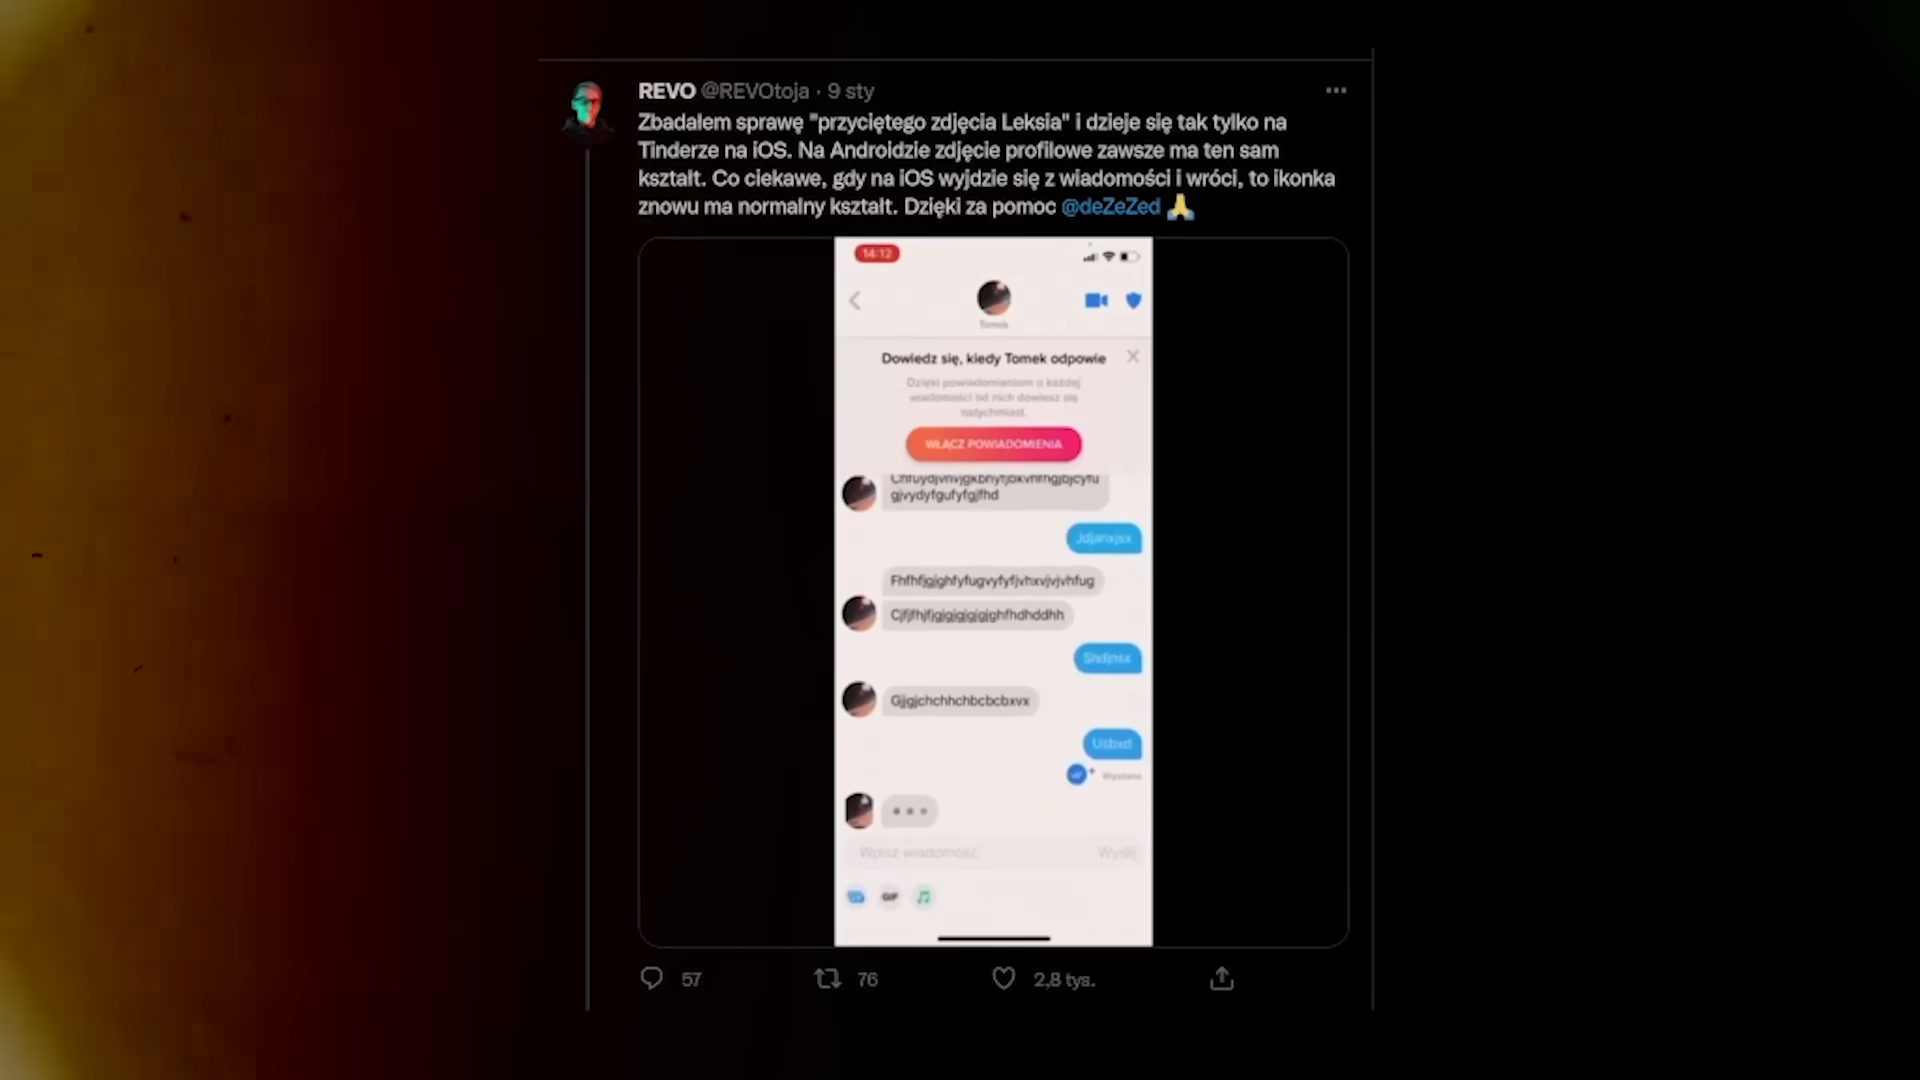 REVO @REVOtoja · 9 sty
Zbadałem sprawę "przyciętego zdjęcia Leksia" i dzieje się tak tylko na
Tinderze na iOS. Na Androidzie zdjęcie profilowe zawsze ma ten sam
kształt. Co ciekawe, gdy na iOS wyjdzie się z wiadomości i wróci, to ikonka
znowu ma normalny kształt. Dzięki za pomoc @deZeZed 🙏
14:12
Tomek
Dowiedz się, kiedy Tomek odpowie
Dzięki powiadomieniom o każdej
wiadomości od nich dowiesz się
natychmiast.
WŁĄCZ POWIADOMIENIA
gjvydyfgufyfgjfhd
Jdjanxjsx
Fhfhfjgjghfyfugvyfyfjvhxvjvjvhfug
Cjfjfhjfjgjgjgjgjgjghfhdhddhh
Shdjnsx
Gjjgjchchhchbcbcbxvx
Usbxd
Wysłano
Wpisz wiadomość
Wyślij
GIF
57
76
2,8 tys.